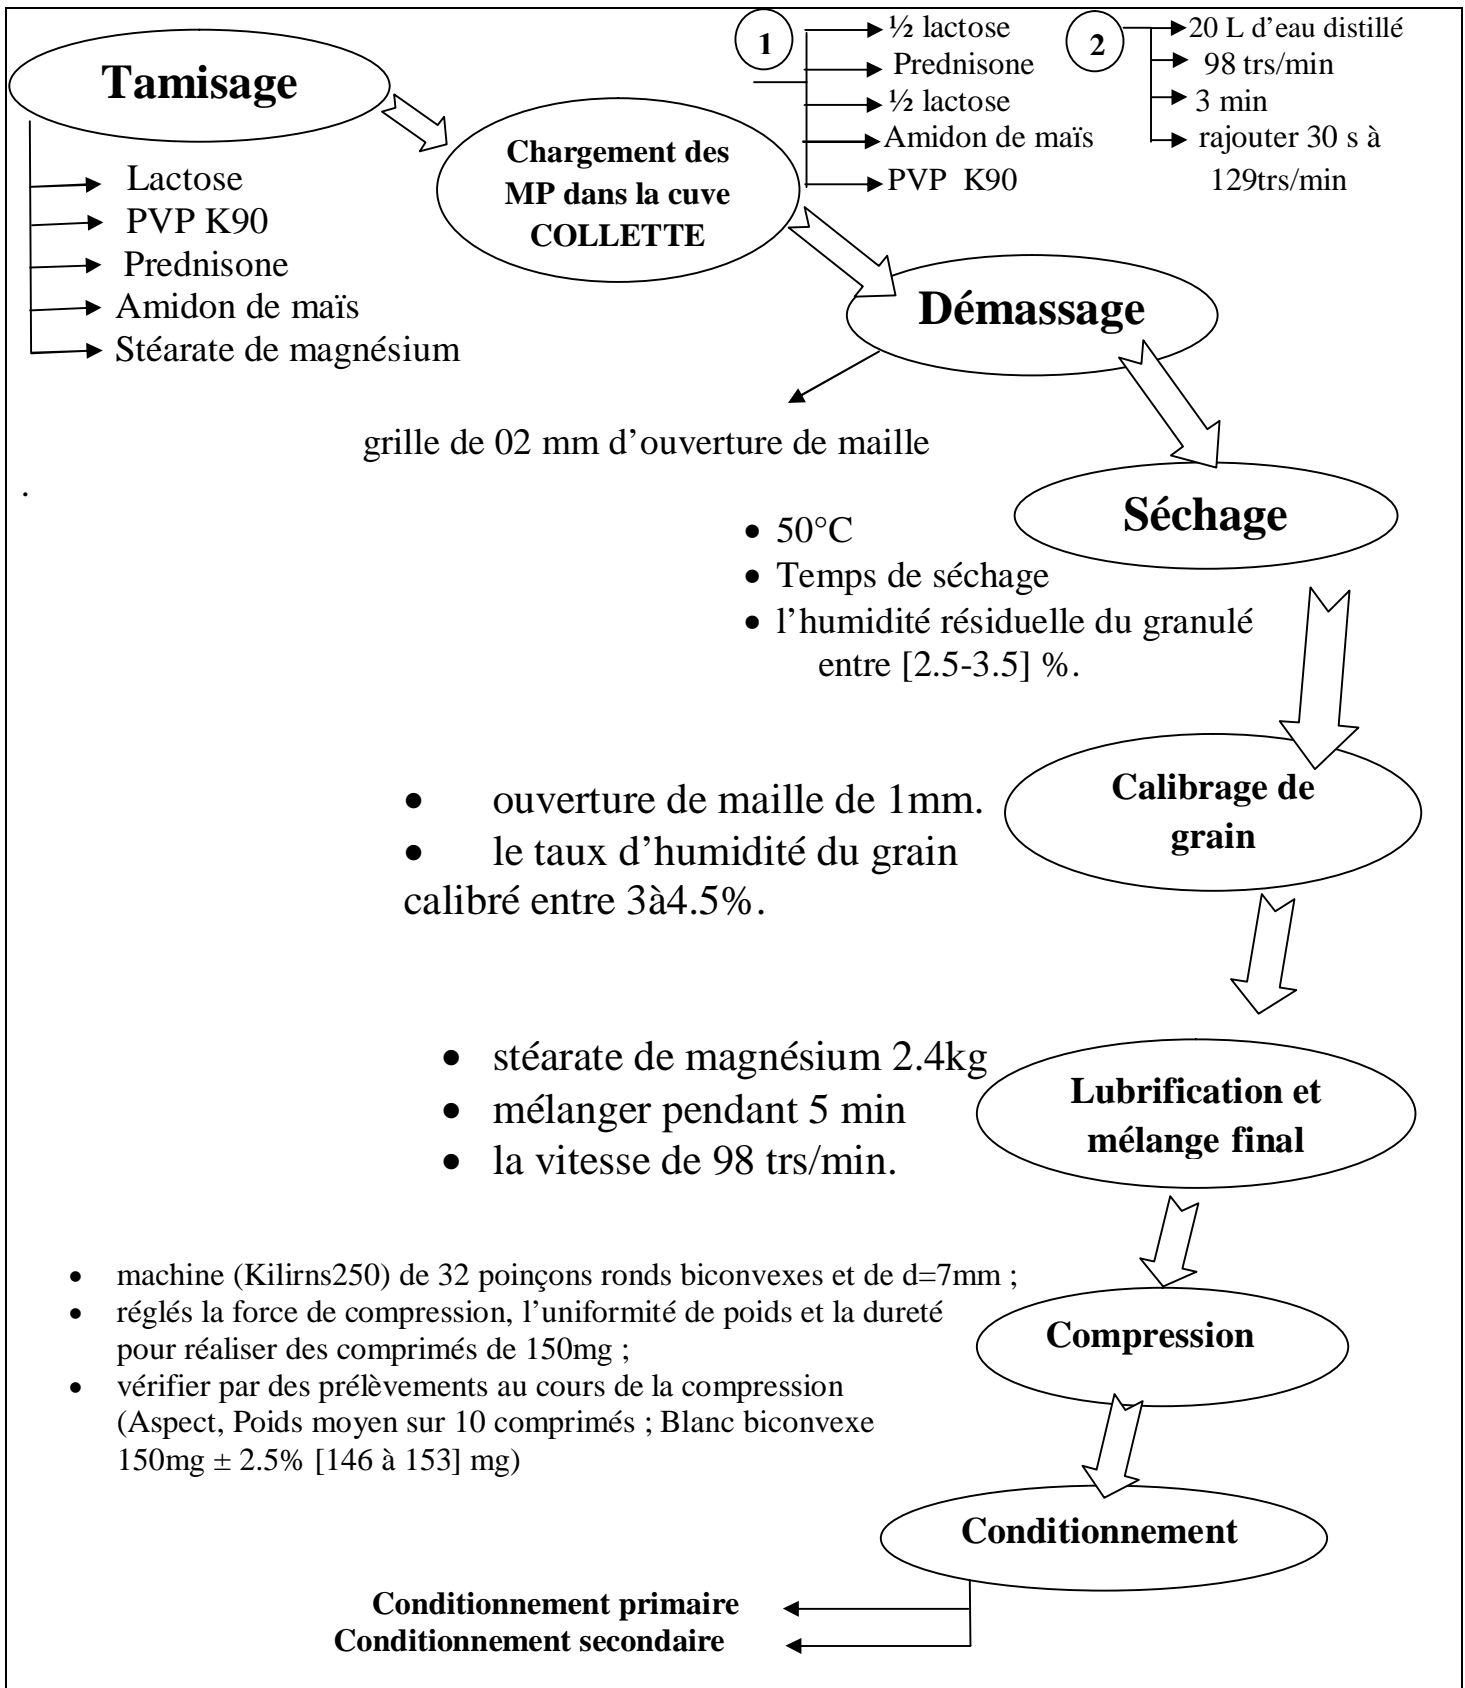 Tamisage
Lactose
PVP K90
Prednisone
Amidon de maïs
Stéarate de magnésium
Chargement des
MP dans la cuve
COLLETTE
1
½ lactose
Prednisone
½ lactose
Amidon de maïs
PVP K90
2
20 L d’eau distillé
98 trs/min
3 min
rajouter 30 s à
129trs/min
Démassage
grille de 02 mm d’ouverture de maille
.
Séchage
• 50°C
• Temps de séchage
• l’humidité résiduelle du granulé
entre [2.5-3.5] %.
Calibrage de
grain
• ouverture de maille de 1mm.
• le taux d’humidité du grain
calibré entre 3à4.5%.
Lubrification et
mélange final
• stéarate de magnésium 2.4kg
• mélanger pendant 5 min
• la vitesse de 98 trs/min.
Compression
• machine (Kilirns250) de 32 poinçons ronds biconvexes et de d=7mm ;
• réglés la force de compression, l’uniformité de poids et la dureté
pour réaliser des comprimés de 150mg ;
• vérifier par des prélèvements au cours de la compression
(Aspect, Poids moyen sur 10 comprimés ; Blanc biconvexe
150mg ± 2.5% [146 à 153] mg)
Conditionnement
Conditionnement primaire
Conditionnement secondaire